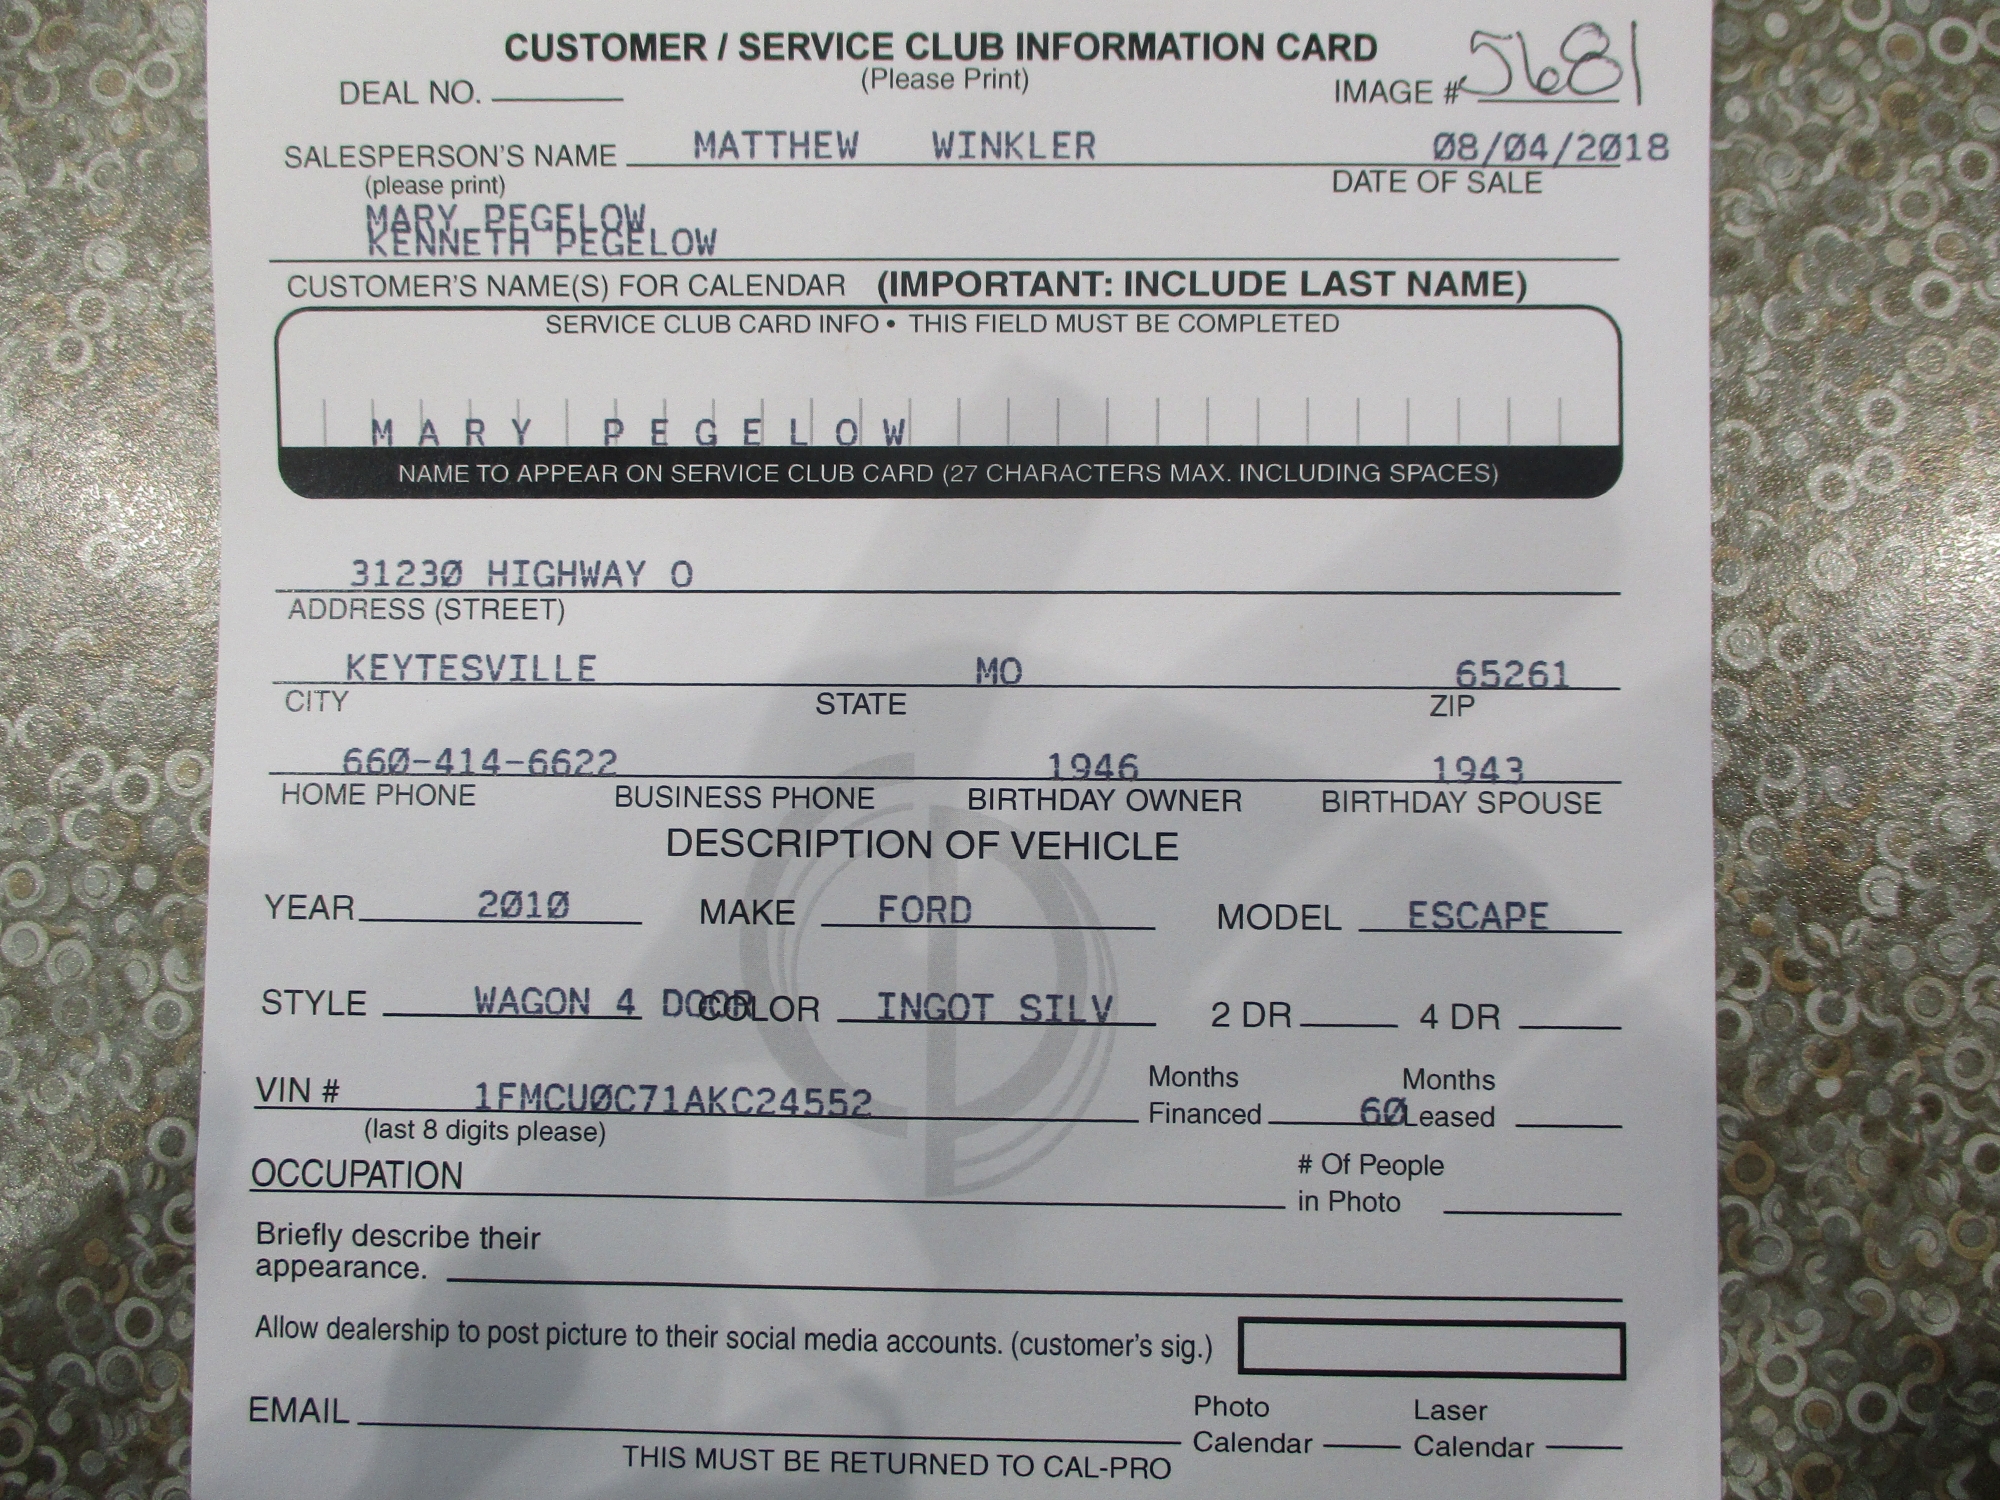 CUSTOMER / SERVICE CLUB INFORMATION CARD
(Please Print)
DEAL NO. IMAGE # 5681
SALESPERSON'S NAME MATTHEW WINKLER 08/04/2018
(please print) DATE OF SALE
MARY PEGELOW
KENNETH PEGELOW
CUSTOMER'S NAME(S) FOR CALENDAR (IMPORTANT: INCLUDE LAST NAME)
SERVICE CLUB CARD INFO • THIS FIELD MUST BE COMPLETED
MARY PEGELOW
NAME TO APPEAR ON SERVICE CLUB CARD (27 CHARACTERS MAX. INCLUDING SPACES)
31230 HIGHWAY O
ADDRESS (STREET)
KEYTESVILLE MO 65261
CITY STATE ZIP
660-414-6622 1946 1943
HOME PHONE BUSINESS PHONE BIRTHDAY OWNER BIRTHDAY SPOUSE
DESCRIPTION OF VEHICLE
YEAR 2010 MAKE FORD MODEL ESCAPE
STYLE WAGON 4 DOOR COLOR INGOT SILV 2 DR 4 DR
VIN # 1FMCU0C71AKC24552 Months Financed 60 Months Leased
(last 8 digits please)
OCCUPATION # Of People in Photo
Briefly describe their
appearance.
Allow dealership to post picture to their social media accounts. (customer's sig.)
EMAIL Photo Calendar Laser Calendar
THIS MUST BE RETURNED TO CAL-PRO